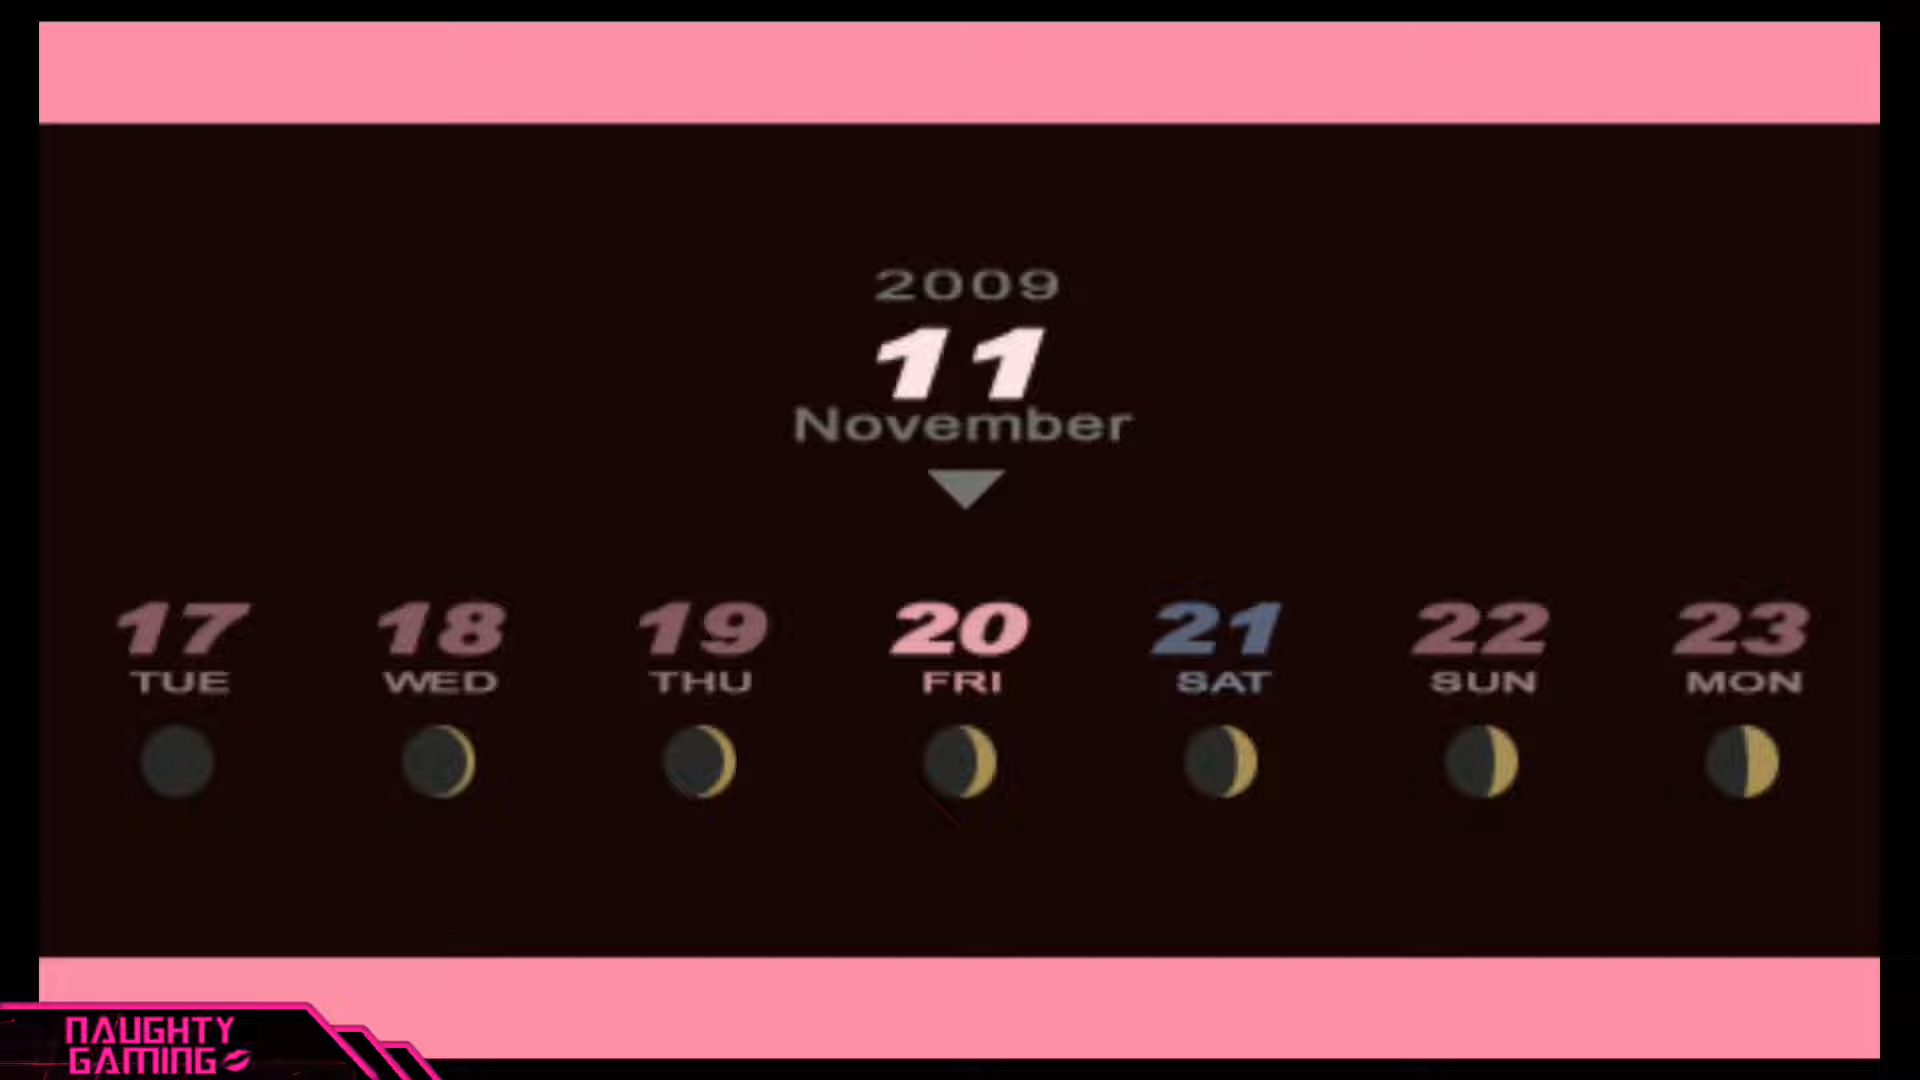 2009
11
November
17 18 19 20 21 22 23
TUE WED THU FRI SAT SUN MON
NAUGHTY
GAMING